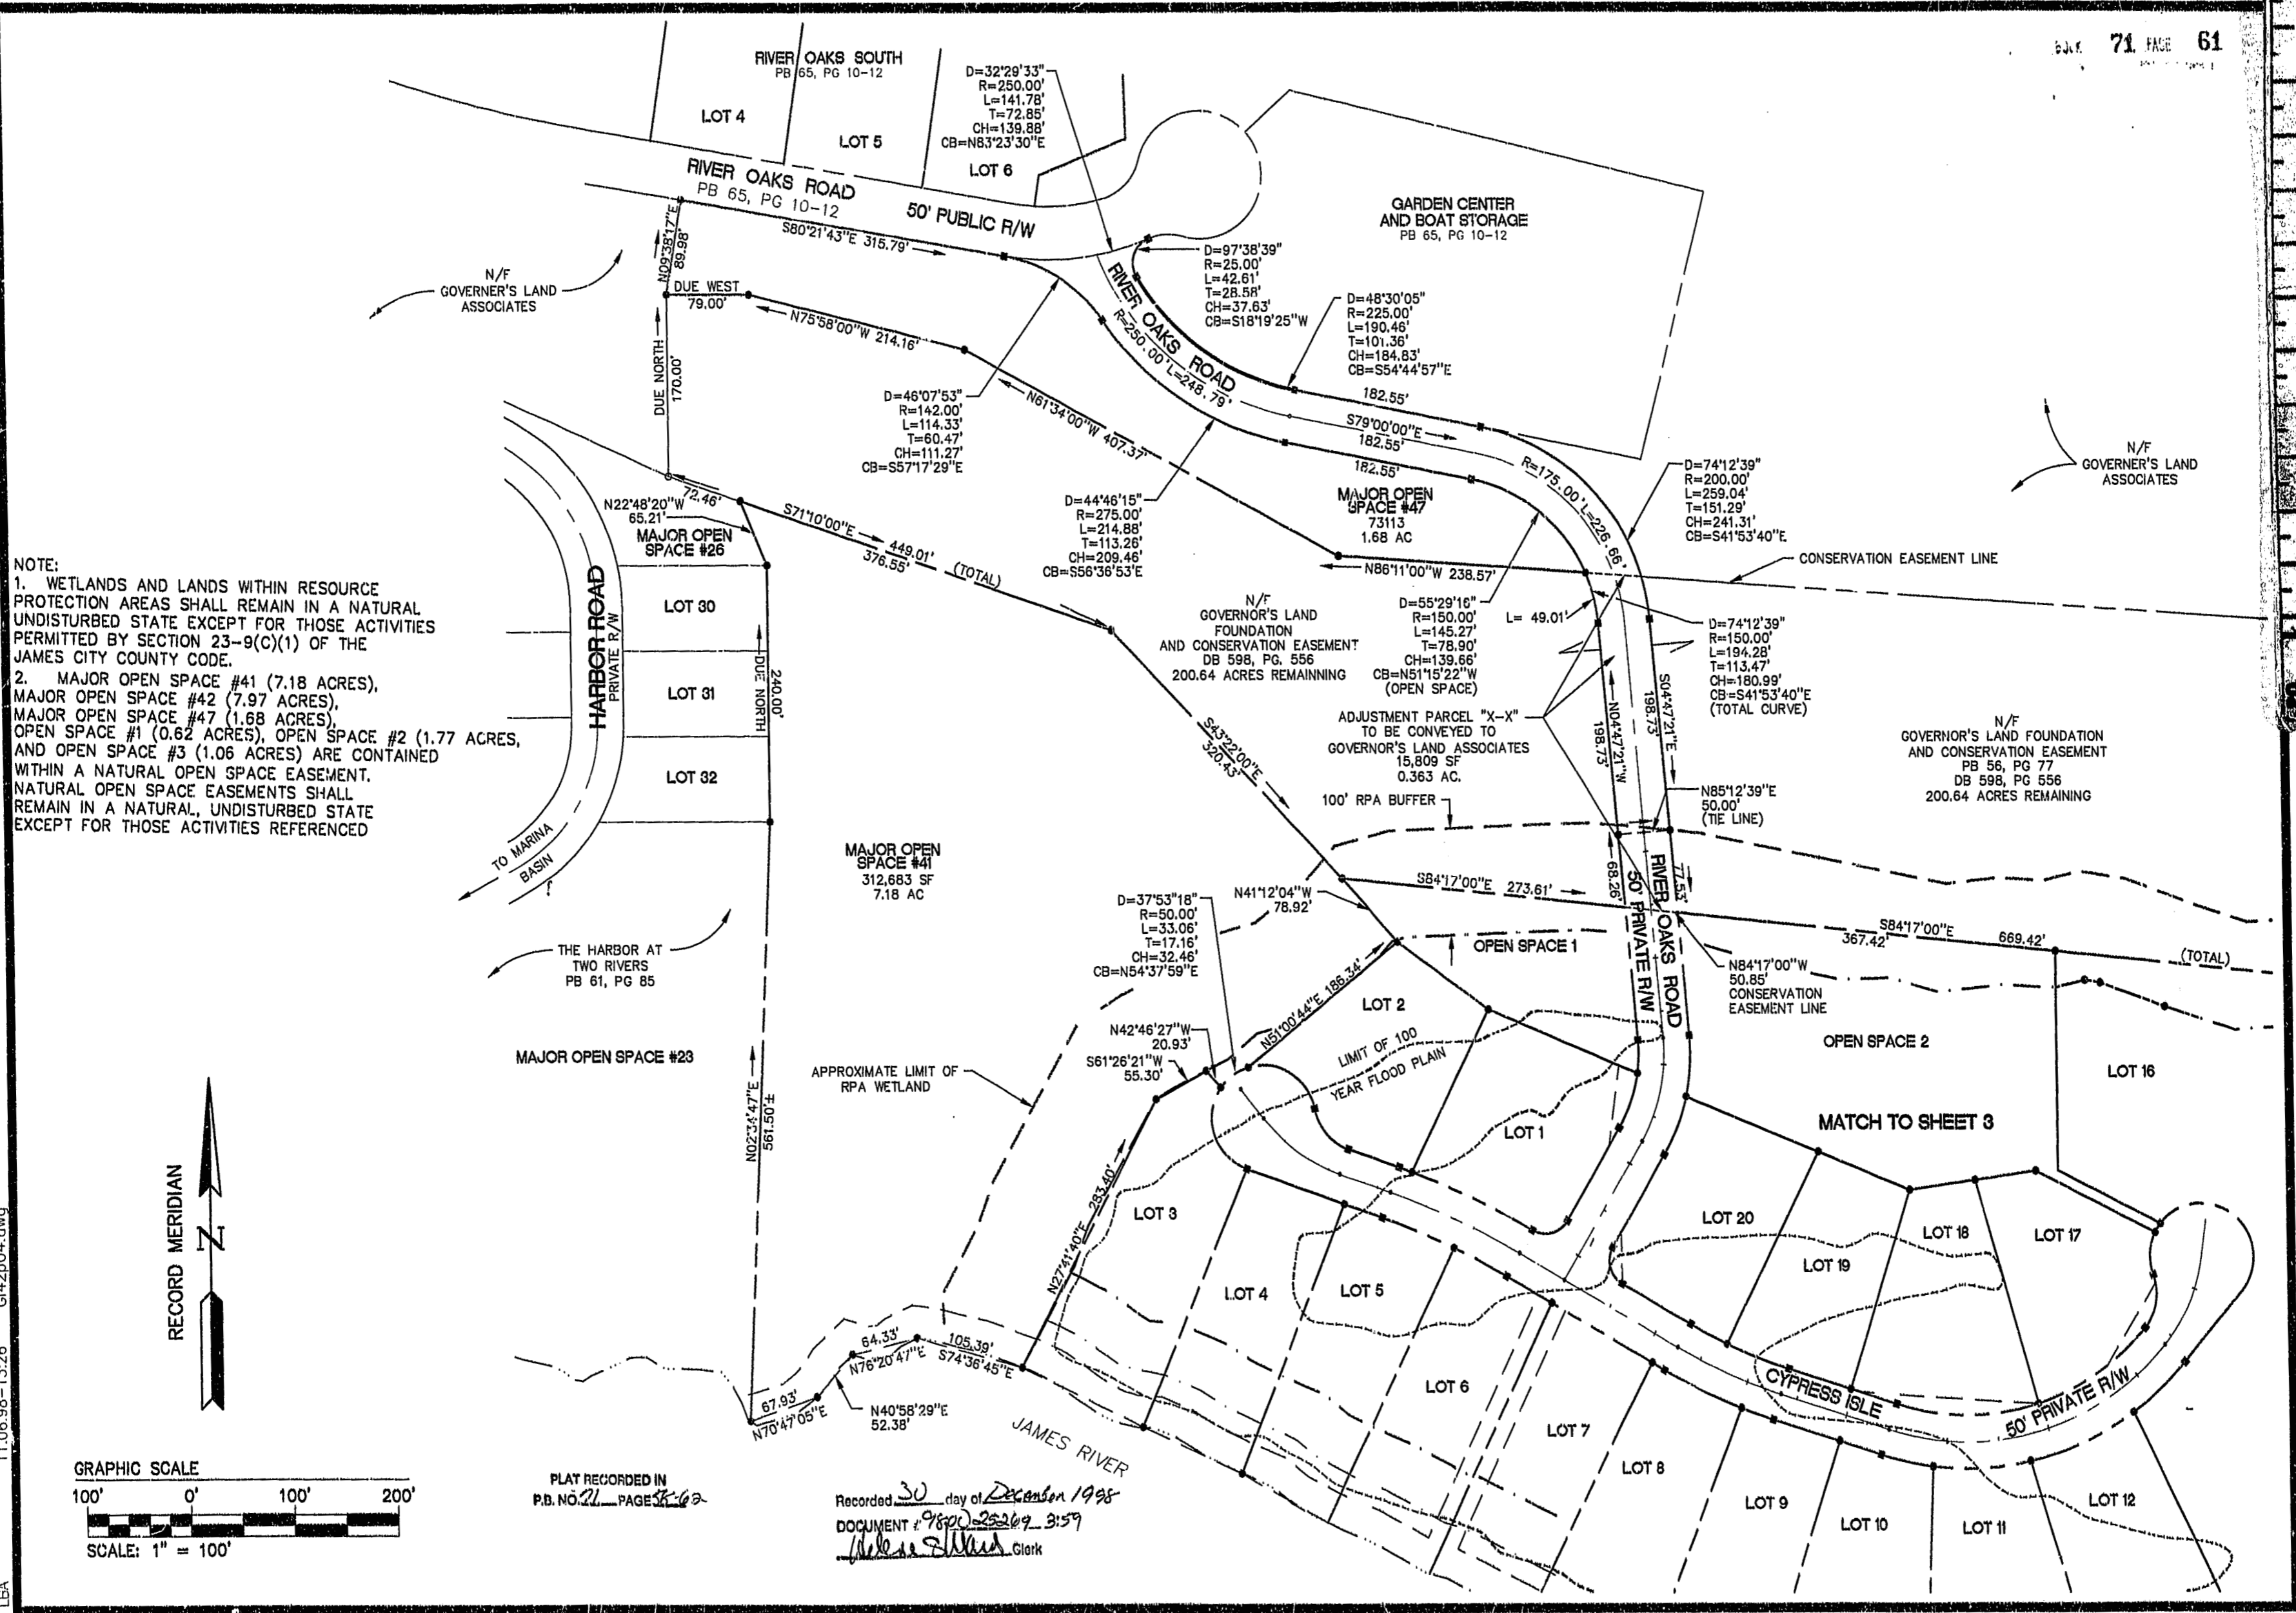 71 PAGE 61
RIVER OAKS SOUTH
PB 65, PG 10-12
LOT 4
LOT 5
LOT 6
D=32°29'33"
R=250.00'
L=141.78'
T=72.85'
CH=139.88'
CB=N83°23'30"E
RIVER OAKS ROAD
PB 65, PG 10-12
50' PUBLIC R/W
GARDEN CENTER
AND BOAT STORAGE
PB 65, PG 10-12
N09°38'17"E
89.98'
S80°21'43"E 315.79'
N/F
GOVERNER'S LAND
ASSOCIATES
DUE WEST
79.00'
DUE NORTH
170.00'
N75°58'00"W 214.16'
N61°34'00"W 407.37'
D=97°38'39"
R=25.00'
L=42.61'
T=28.58'
CH=37.63'
CB=S18°19'25"W
D=48°30'05"
R=225.00'
L=190.46'
T=101.36'
CH=184.83'
CB=S54°44'57"E
RIVER OAKS ROAD
R=250.00' L=248.79'
182.55'
S79°00'00"E
182.55'
182.55'
D=46°07'53"
R=142.00'
L=114.33'
T=60.47'
CH=111.27'
CB=S57°17'29"E
D=44°46'15"
R=275.00'
L=214.88'
T=113.26'
CH=209.46'
CB=S56°36'53"E
MAJOR OPEN
SPACE #47
73113
1.68 AC
R=175.00' L=226.66'
D=74°12'39"
R=200.00'
L=259.04'
T=151.29'
CH=241.31'
CB=S41°53'40"E
N/F
GOVERNER'S LAND
ASSOCIATES
CONSERVATION EASEMENT LINE
N86°11'00"W 238.57'
72.46'
N22°48'20"W
65.21'
MAJOR OPEN
SPACE #26
S71°10'00"E
449.01'
(TOTAL)
376.55'
LOT 30
LOT 31
LOT 32
HARBOR ROAD
PRIVATE R/W
DUE NORTH
240.00'
TO MARINA
BASIN
NOTE:
1. WETLANDS AND LANDS WITHIN RESOURCE
PROTECTION AREAS SHALL REMAIN IN A NATURAL
UNDISTURBED STATE EXCEPT FOR THOSE ACTIVITIES
PERMITTED BY SECTION 23-9(C)(1) OF THE
JAMES CITY COUNTY CODE.
2. MAJOR OPEN SPACE #41 (7.18 ACRES),
MAJOR OPEN SPACE #42 (7.97 ACRES),
MAJOR OPEN SPACE #47 (1.68 ACRES),
OPEN SPACE #1 (0.62 ACRES), OPEN SPACE #2 (1.77 ACRES,
AND OPEN SPACE #3 (1.06 ACRES) ARE CONTAINED
WITHIN A NATURAL OPEN SPACE EASEMENT.
NATURAL OPEN SPACE EASEMENTS SHALL
REMAIN IN A NATURAL, UNDISTURBED STATE
EXCEPT FOR THOSE ACTIVITIES REFERENCED
N/F
GOVERNOR'S LAND
FOUNDATION
AND CONSERVATION EASEMENT
DB 598, PG. 556
200.64 ACRES REMAINNING
D=55°29'16"
R=150.00'
L=145.27'
T=78.90'
CH=139.66'
CB=N51°15'22"W
(OPEN SPACE)
L= 49.01'
D=74°12'39"
R=150.00'
L=194.28'
T=113.47'
CH=180.99'
CB=S41°53'40"E
(TOTAL CURVE)
S43°22'00"E
320.43'
ADJUSTMENT PARCEL "X-X"
TO BE CONVEYED TO
GOVERNOR'S LAND ASSOCIATES
15,809 SF
0.363 AC.
N04°47'21"W
198.73'
S04°47'21"E
198.73'
N85°12'39"E
50.00'
(TIE LINE)
N/F
GOVERNOR'S LAND FOUNDATION
AND CONSERVATION EASEMENT
PB 56, PG 77
DB 598, PG 556
200.64 ACRES REMAINING
100' RPA BUFFER
MAJOR OPEN
SPACE #41
312,683 SF
7.18 AC
S84°17'00"E 273.61'
68.26'
77.53'
RIVER OAKS ROAD
50' PRIVATE R/W
S84°17'00"E
367.42'
669.42'
(TOTAL)
N84°17'00"W
50.85'
CONSERVATION
EASEMENT LINE
N41°12'04"W
78.92'
D=37°53'18"
R=50.00'
L=33.06'
T=17.16'
CH=32.46'
CB=N54°37'59"E
OPEN SPACE 1
THE HARBOR AT
TWO RIVERS
PB 61, PG 85
N51°00'44"E 186.34'
LOT 2
N42°46'27"W
20.93'
S61°26'21"W
55.30'
LIMIT OF 100
YEAR FLOOD PLAIN
MAJOR OPEN SPACE #23
APPROXIMATE LIMIT OF
RPA WETLAND
OPEN SPACE 2
LOT 16
MATCH TO SHEET 3
LOT 1
N02°34'47"E
561.50'
N27°41'40"E 283.40'
LOT 3
LOT 4
LOT 5
LOT 6
LOT 7
LOT 8
LOT 9
LOT 10
LOT 11
LOT 12
LOT 20
LOT 19
LOT 18
LOT 17
CYPRESS ISLE
50' PRIVATE R/W
RECORD MERIDIAN
N
64.33'
N76°20'47"E
105.39'
S74°36'45"E
67.93'
N70°47'05"E
N40°58'29"E
52.38'
JAMES RIVER
GRAPHIC SCALE
100' 0' 100' 200'
SCALE: 1" = 100'
PLAT RECORDED IN
P.B. NO. 71 PAGE
Recorded 30 day of December 1998
DOCUMENT # 3:59
Clerk
LBA